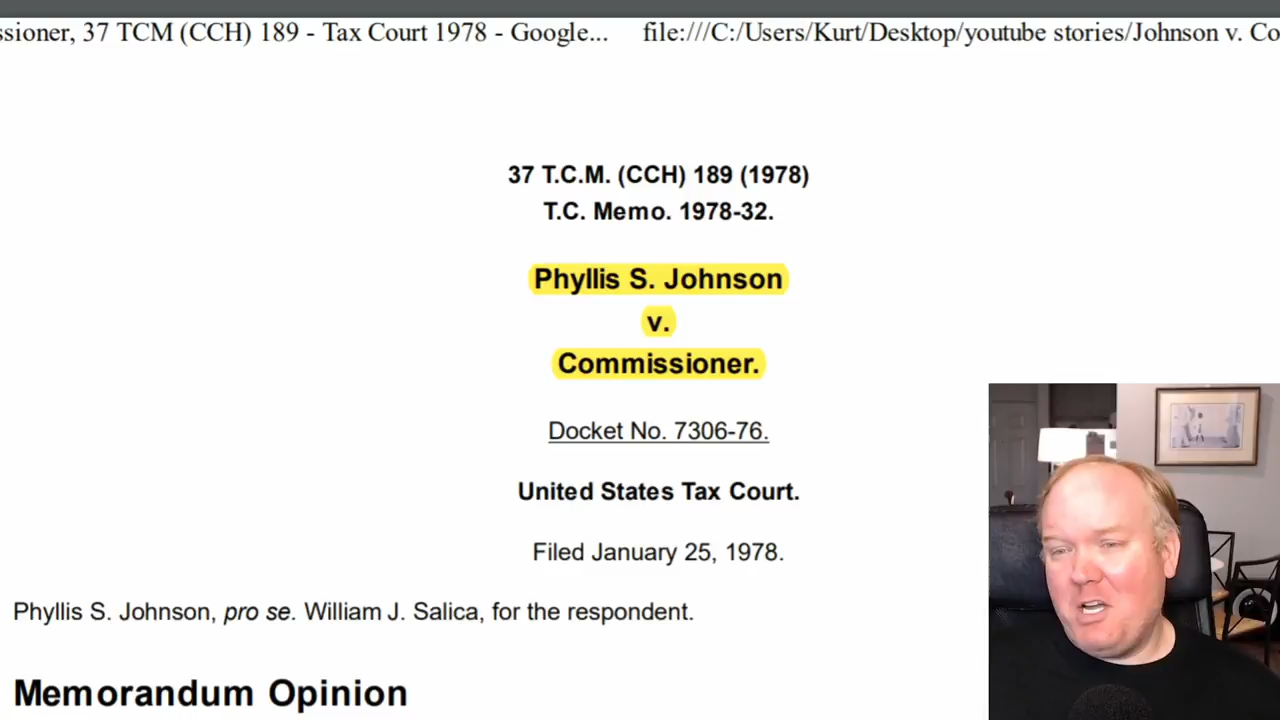 ssioner, 37 TCM (CCH) 189 - Tax Court 1978 - Google... file:///C:/Users/Kurt/Desktop/youtube stories/Johnson v. Co
37 T.C.M. (CCH) 189 (1978)
T.C. Memo. 1978-32.
Phyllis S. Johnson
v.
Commissioner.
Docket No. 7306-76.
United States Tax Court.
Filed January 25, 1978.
Phyllis S. Johnson, pro se. William J. Salica, for the respondent.
Memorandum Opinion